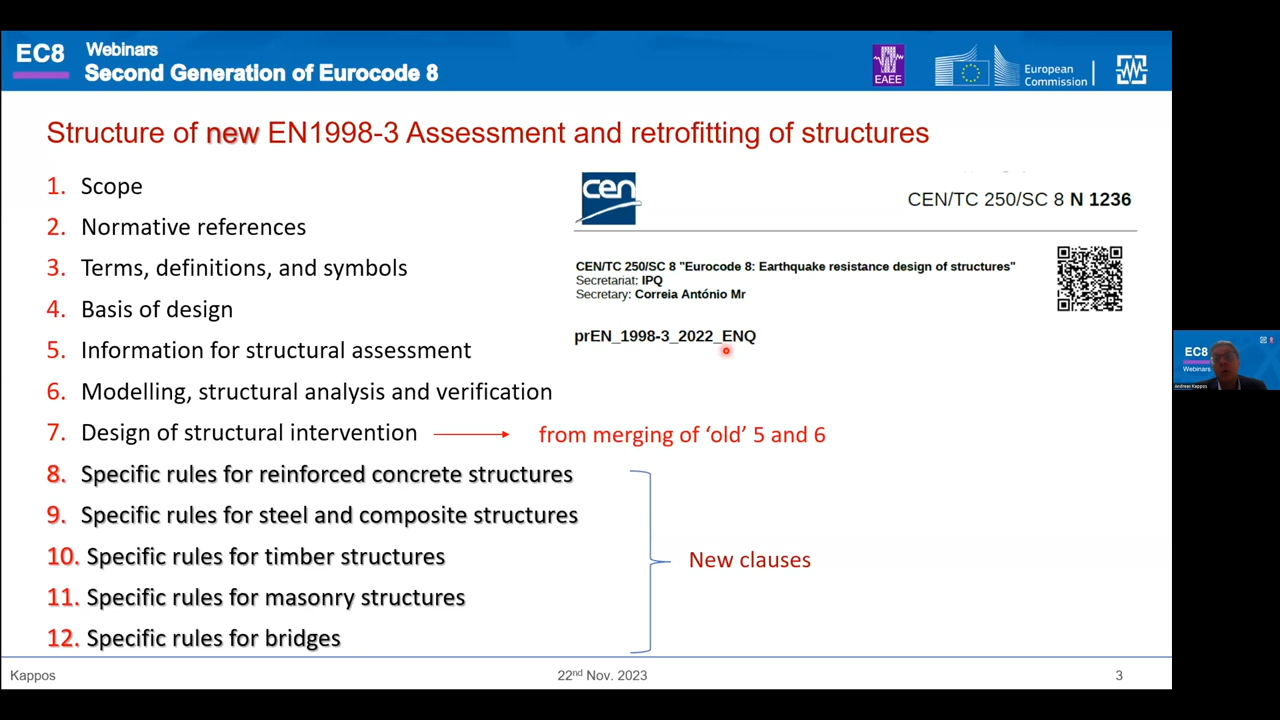 EC8
Webinars
Second Generation of Eurocode 8
EAEE
European
Commission
Structure of new EN1998-3 Assessment and retrofitting of structures
1. Scope
2. Normative references
3. Terms, definitions, and symbols
4. Basis of design
5. Information for structural assessment
6. Modelling, structural analysis and verification
7. Design of structural intervention
from merging of ‘old’ 5 and 6
8. Specific rules for reinforced concrete structures
9. Specific rules for steel and composite structures
10. Specific rules for timber structures
11. Specific rules for masonry structures
12. Specific rules for bridges
New clauses
cen
CEN/TC 250/SC 8 N 1236
CEN/TC 250/SC 8 "Eurocode 8: Earthquake resistance design of structures"
Secretariat: IPQ
Secretary: Correia António Mr
prEN_1998-3_2022_ENQ
Kappos
22nd Nov. 2023
3
EC8
Webinars
Andreas Kappos